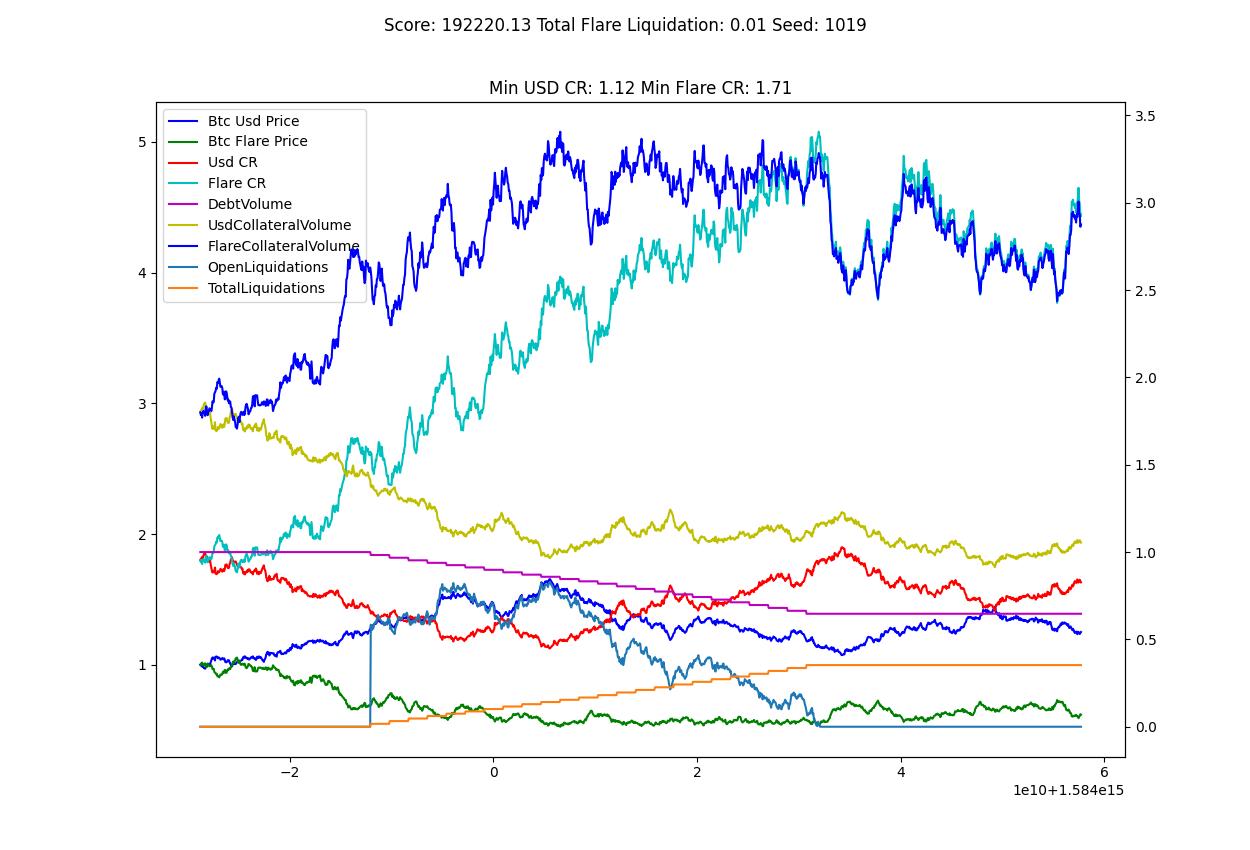 Score: 192220.13 Total Flare Liquidation: 0.01 Seed: 1019
Min USD CR: 1.12 Min Flare CR: 1.71
Btc Usd Price
Btc Flare Price
Usd CR
Flare CR
DebtVolume
UsdCollateralVolume
FlareCollateralVolume
OpenLiquidations
TotalLiquidations
5
4
3
2
1
3.5
3.0
2.5
2.0
1.5
1.0
0.5
0.0
−2 0 2 4 6
1e10+1.584e15